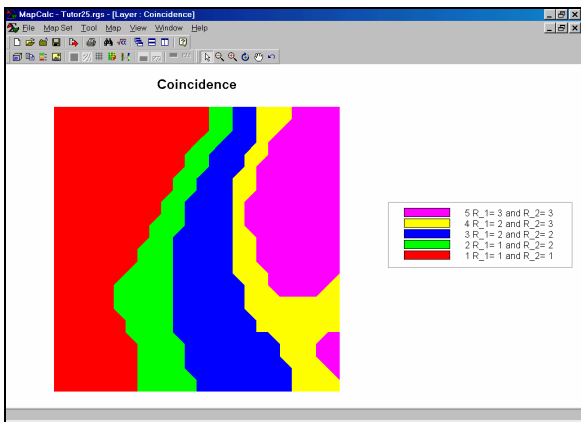 MapCalc - Tutor25.rgs - [Layer : Coincidence]
File Map Set Tool Map View Window Help
Coincidence
5 R_1= 3 and R_2= 3
4 R_1= 2 and R_2= 3
3 R_1= 2 and R_2= 2
2 R_1= 1 and R_2= 2
1 R_1= 1 and R_2= 1